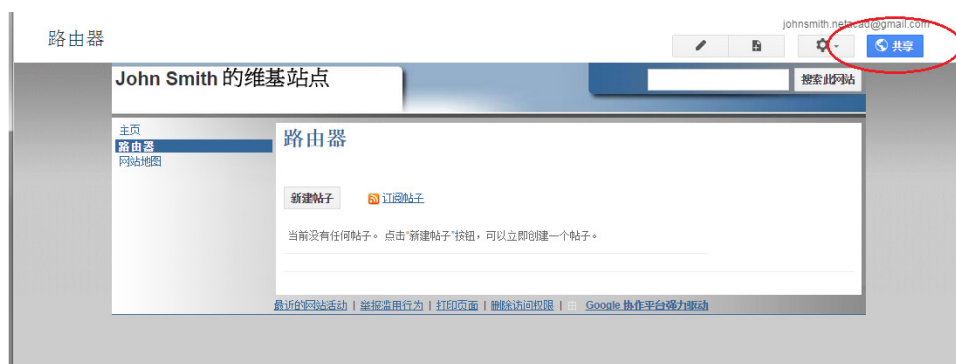 johnsmith.netacad@gmail.com
路由器
共享
John Smith 的维基站点
搜索此网站
主页
路由器
网站地图
路由器
新建帖子
订阅帖子
当前没有任何帖子。 点击"新建帖子"按钮，可以立即创建一个帖子。
最近的网站活动 | 举报滥用行为 | 打印页面 | 删除访问权限 | 由 Google 协作平台强力驱动